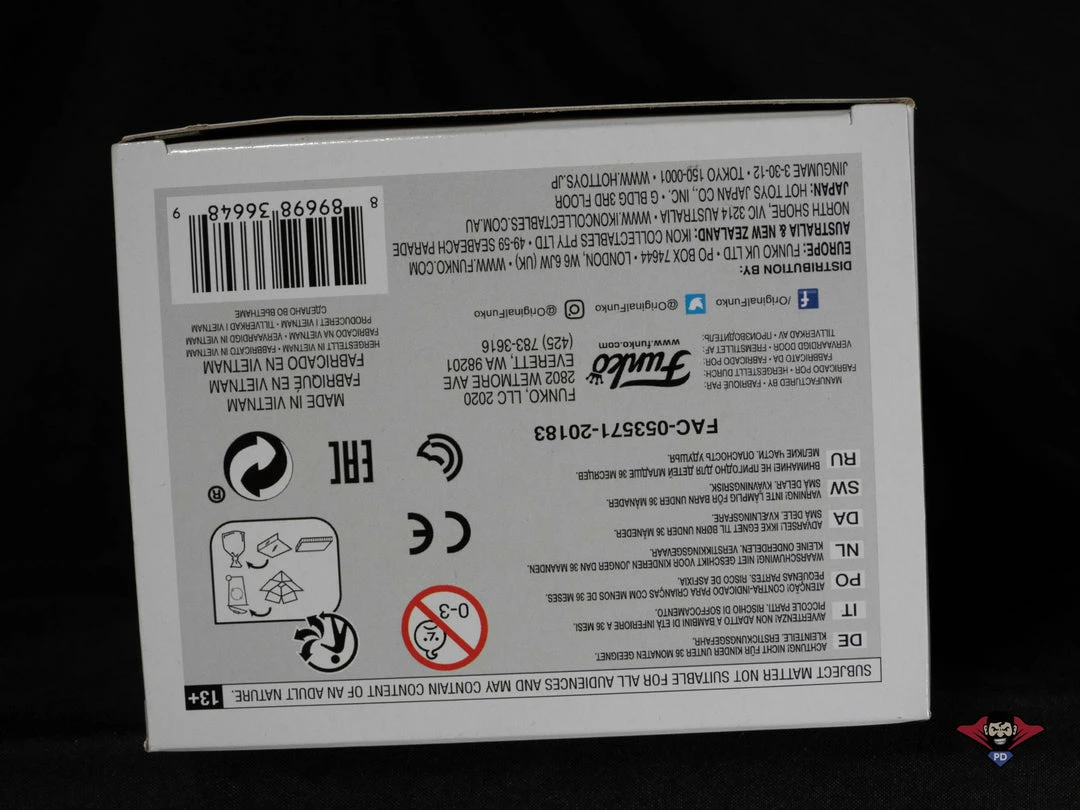 SUBJECT MATTER NOT SUITABLE FOR ALL AUDIENCES AND MAY CONTAIN CONTENT OF AN ADULT NATURE. 13+
DE ACHTUNG! NICHT FÜR KINDER UNTER 36 MONATEN GEEIGNET.
KLEINTEILE. ERSTICKUNGSGEFAHR.
IT AVVERTENZA! NON ADATTO A BAMBINI DI ETÀ INFERIORE A 36 MESI.
PICCOLE PARTI. RISCHIO DI SOFFOCAMENTO.
PO ATENÇÃO! CONTRA-INDICADO PARA CRIANÇAS COM MENOS DE 36 MESES.
PEQUENAS PARTES. RISCO DE ASFIXIA.
NL WAARSCHUWING! NIET GESCHIKT VOOR KINDEREN JONGER DAN 36 MAANDEN.
KLEINE ONDERDELEN. VERSTIKKINGSGEVAAR.
DA ADVARSEL! IKKE EGNET TIL BØRN UNDER 36 MÅNDER.
SMÅ DELE. KVÆLNINGSFARE.
SW VARNING! INTE LÄMPLIG FÖR BARN UNDER 36 MÅNADER.
SMÅ DELAR. KVÄVNINGSRISK.
RU ВНИМАНИЕ! НЕ ПРИГОДНО ДЛЯ ДЕТЕЙ МЛАДШЕ 36 МЕСЯЦЕВ.
МЕЛКИЕ ЧАСТИ. ОПАСНОСТЬ УДУШЬЯ.
0-3
CE
EAC
®
FAC-053571-20183
MANUFACTURED BY • FABRIQUÉ PAR:
FABRICADO POR • HERGESTELLT DURCH:
FABBRICATO DA • FABRICADO POR:
VERVAARDIGD DOOR • FREMSTILLET AF:
TILLVERKAD AV • ПРОИЗВОДИТЕЛЬ:
Funko
www.funko.com
FUNKO, LLC 2020
2802 WETMORE AVE
EVERETT, WA 98201
(425) 783-3616
MADE IN VIETNAM
FABRIQUÉ EN VIETNAM
FABRICADO EN VIETNAM
HERGESTELLT IN VIETNAM • FABBRICATO IN VIETNAM
FABRICADO NA VIETNAM • VERVAARDIGD IN VIETNAM
PRODUCERET I VIETNAM • TILLVERKAD I VIETNAM
СДЕЛАНО ВО ВЬЕТНАМЕ
/OriginalFunko @OriginalFunko @OriginalFunko
DISTRIBUTION BY:
EUROPE: FUNKO UK LTD • PO BOX 74644 • LONDON, W6 6JW (UK) • WWW.FUNKO.COM
AUSTRALIA & NEW ZEALAND: IKON COLLECTABLES PTY LTD • 49-59 SEABEACH PARADE
NORTH SHORE, VIC 3214 AUSTRALIA • WWW.IKONCOLLECTABLES.COM.AU
JAPAN: HOT TOYS JAPAN CO., INC. • G BLDG 3RD FLOOR
JINGUMAE 3-30-12 • TOKYO 150-0001 • WWW.HOTTOYS.JP
8 89698 36648 9
PD